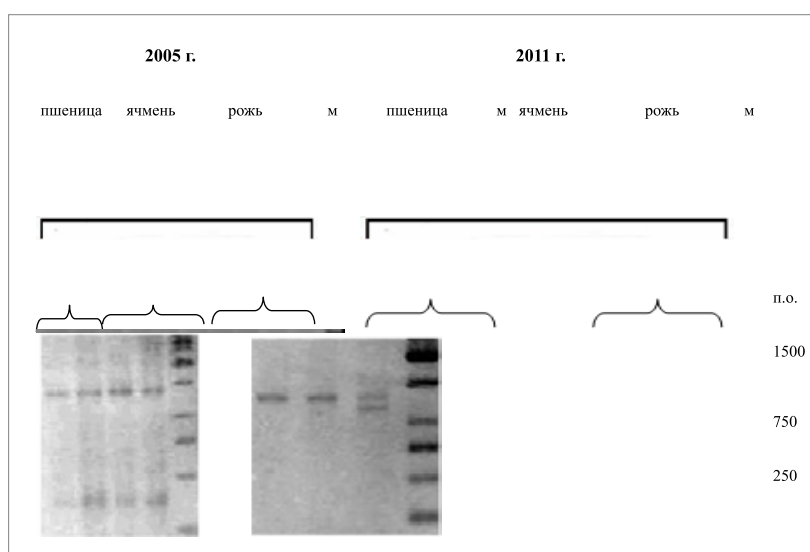 2005 г. 2011 г.
пшеница ячмень рожь м пшеница м ячмень рожь м
п.о.
1500
750
250